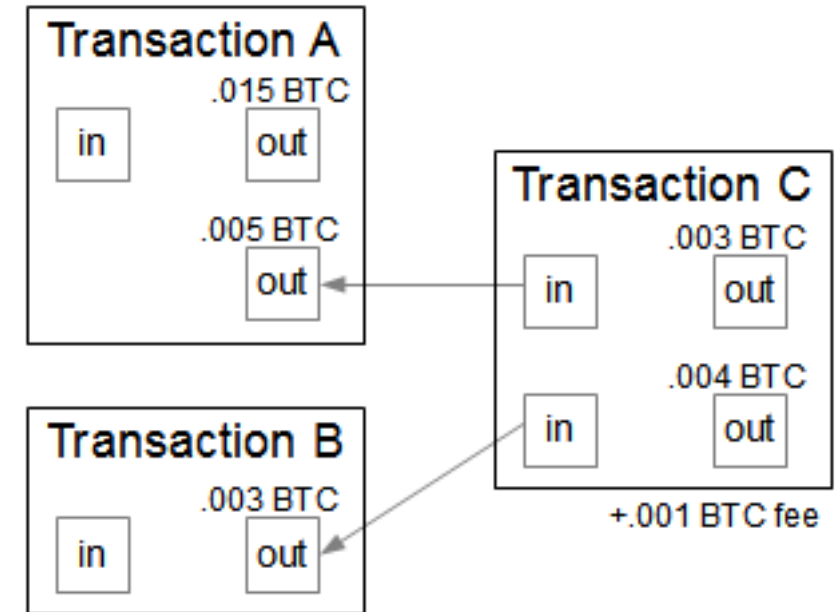 Transaction A
.015 BTC
in out
.005 BTC
out
Transaction B
.003 BTC
in out
Transaction C
.003 BTC
in out
.004 BTC
in out
+.001 BTC fee